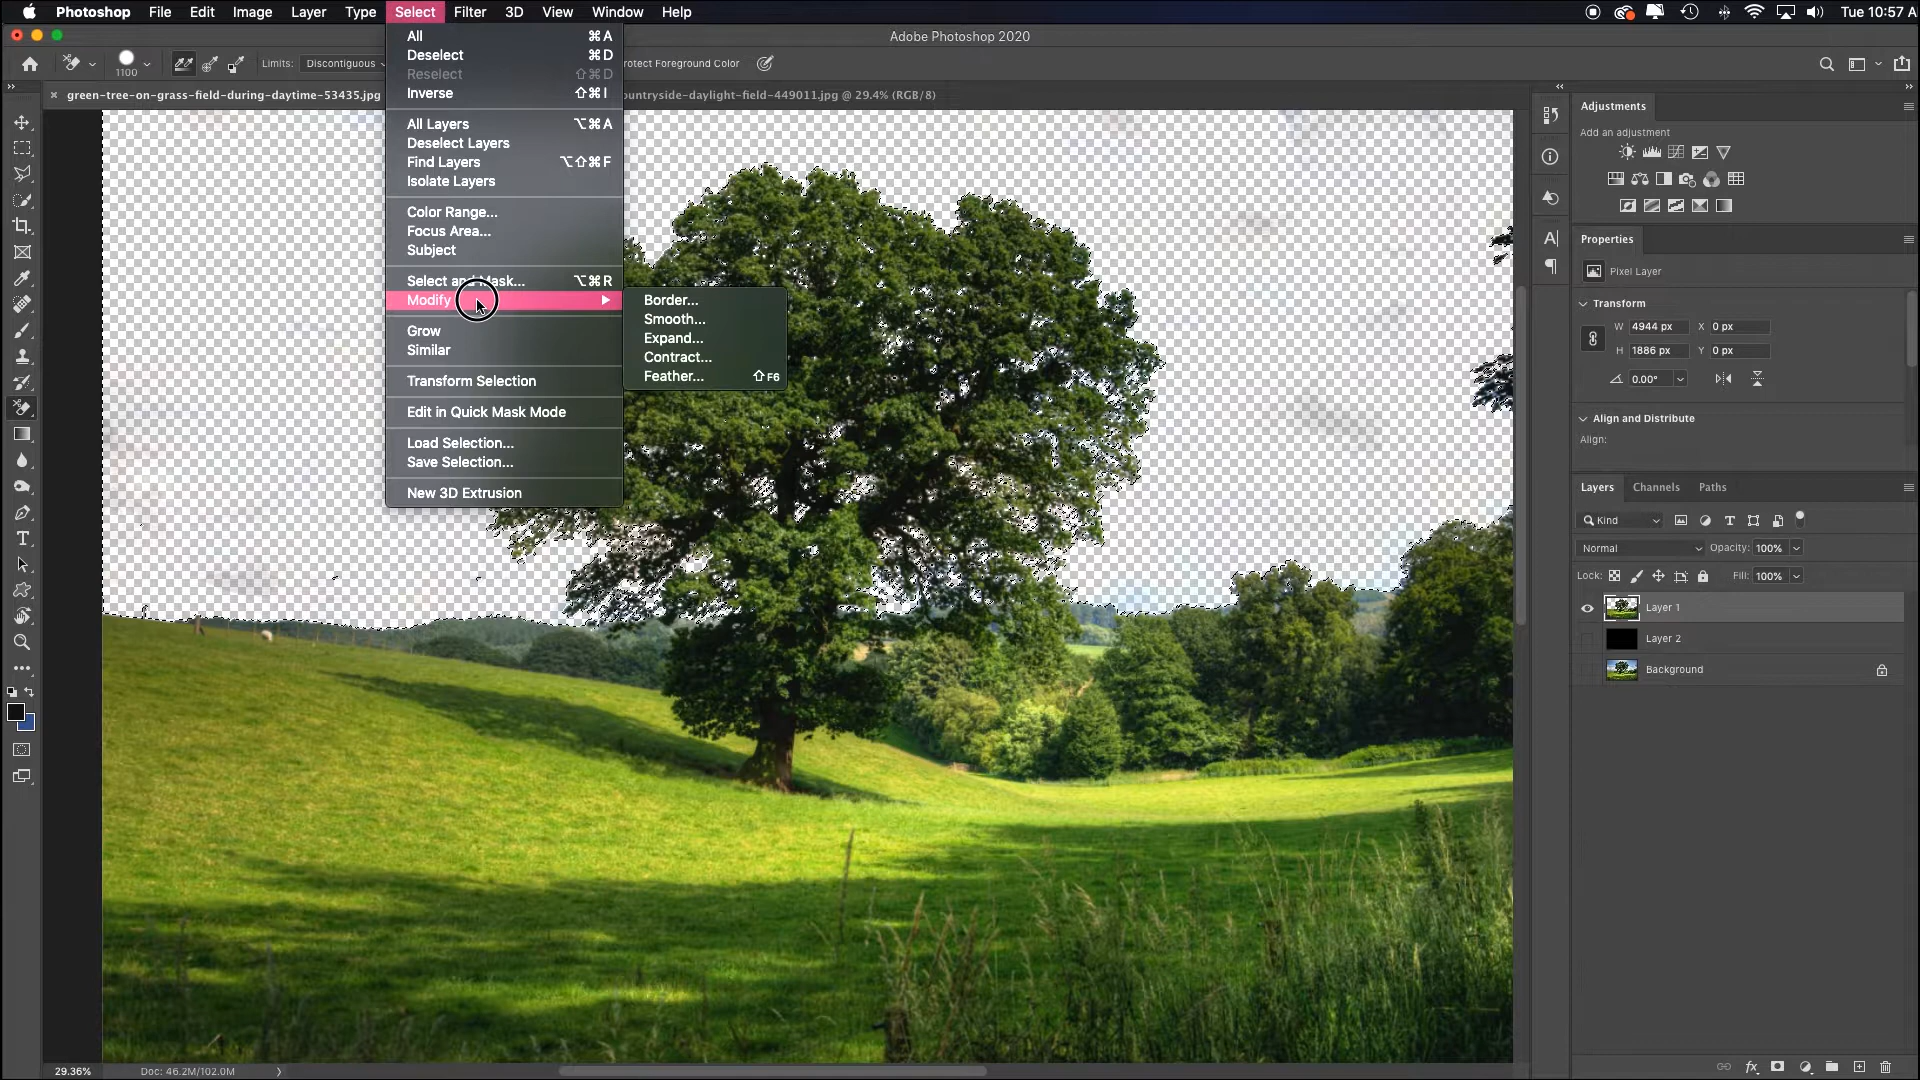 Photoshop File Edit Image Layer Type Select Filter 3D View Window Help Tue 10:57 A
Adobe Photoshop 2020
1100 Limits: Discontiguous rotect Foreground Color
× green-tree-on-grass-field-during-daytime-53435.jpg ountryside-daylight-field-449011.jpg @ 29.4% (RGB/8)
All ⌘A
Deselect ⌘D
Reselect ⇧⌘D
Inverse ⇧⌘I
All Layers ⌥⌘A
Deselect Layers
Find Layers ⌥⇧⌘F
Isolate Layers
Color Range...
Focus Area...
Subject
Select and Mask... ⌥⌘R
Modify
Grow
Similar
Transform Selection
Edit in Quick Mask Mode
Load Selection...
Save Selection...
New 3D Extrusion
Border...
Smooth...
Expand...
Contract...
Feather... ⇧F6
Adjustments
Add an adjustment
Properties
Pixel Layer
Transform
W 4944 px X 0 px
H 1886 px Y 0 px
0.00°
Align and Distribute
Align:
Layers Channels Paths
Kind
Normal Opacity: 100%
Lock: Fill: 100%
Layer 1
Layer 2
Background
29.36% Doc: 46.2M/102.0M